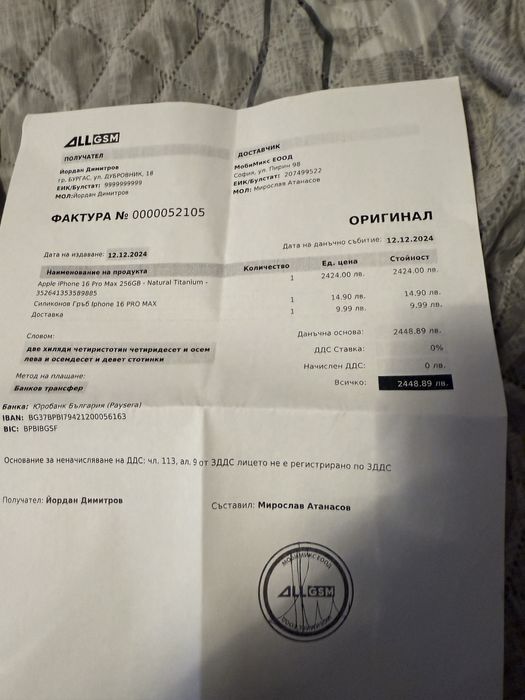 ALLGSM
ПОЛУЧАТЕЛ
Йордан Димитров
гр. БУРГАС, ул. ДУБРОВНИК, 18
ЕИК/Булстат: 9999999999
МОЛ:Йордан Димитров
ДОСТАВЧИК
МобиМикс ЕООД
София, ул. Пирин 98
ЕИК/Булстат: 207499522
МОЛ: Мирослав Атанасов
ФАКТУРА № 0000052105
ОРИГИНАЛ
Дата на издаване: 12.12.2024
Дата на данъчно събитие: 12.12.2024
Наименование на продукта Количество Ед. цена Стойност
Apple iPhone 16 Pro Max 256GB - Natural Titanium - 1 2424.00 лв. 2424.00 лв.
352641353589885
Силиконов Гръб Iphone 16 PRO MAX 1 14.90 лв. 14.90 лв.
Доставка 1 9.99 лв. 9.99 лв.
Словом:
две хиляди четиристотин четиридесет и осем
лева и осемдесет и девет стотинки
Данъчна основа: 2448.89 лв.
ДДС Ставка: 0%
Начислен ДДС: 0 лв.
Всичко: 2448.89 лв.
Метод на плащане:
Банков трансфер
Банка: Юробанк България (Paysera)
IBAN: BG37BPBI79421200056163
BIC: BPBIBGSF
Основание за неначисляване на ДДС: чл. 113, ал. 9 от ЗДДС лицето не е регистрирано по ЗДДС
Получател: Йордан Димитров
Съставил: Мирослав Атанасов
МОБИМИКС ЕООД
ALLGSM